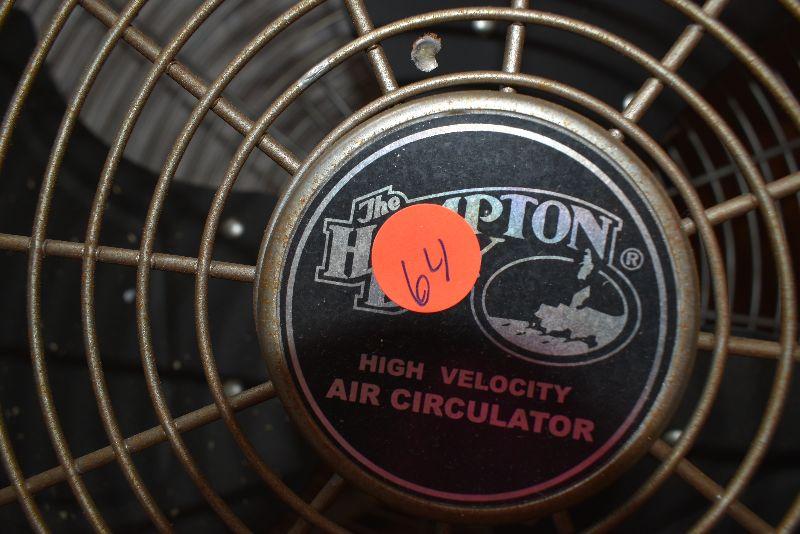 The
®
64
HIGH VELOCITY
AIR CIRCULATOR